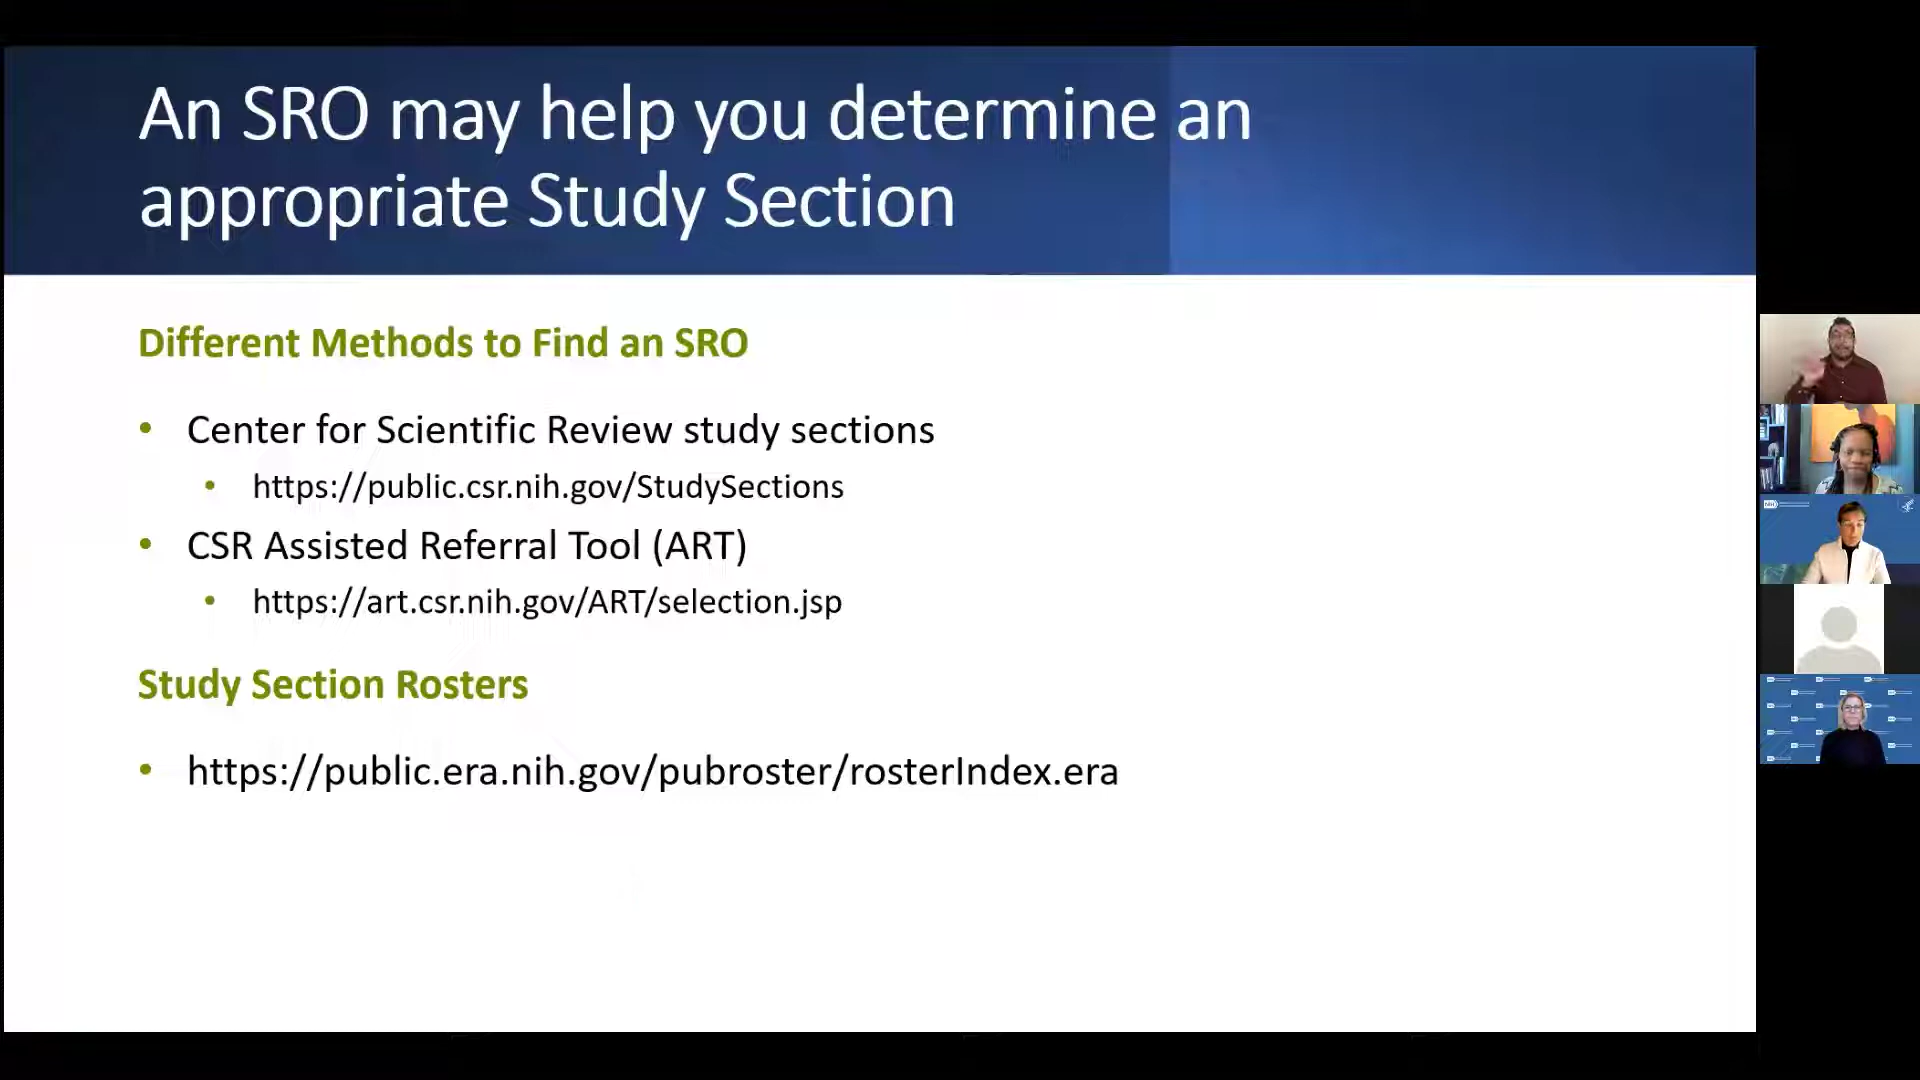 An SRO may help you determine an
appropriate Study Section
Different Methods to Find an SRO
• Center for Scientific Review study sections
• https://public.csr.nih.gov/StudySections
• CSR Assisted Referral Tool (ART)
• https://art.csr.nih.gov/ART/selection.jsp
Study Section Rosters
• https://public.era.nih.gov/pubroster/rosterIndex.era
NIH